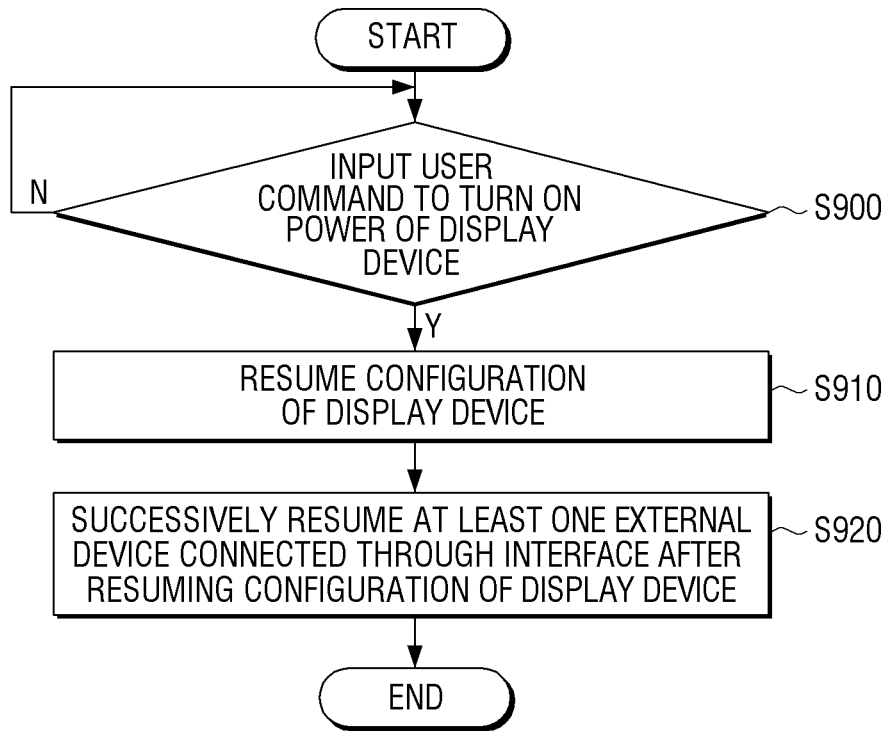 START
INPUT USER
COMMAND TO TURN ON
POWER OF DISPLAY
DEVICE
N
S900
Y
RESUME CONFIGURATION
OF DISPLAY DEVICE
S910
SUCCESSIVELY RESUME AT LEAST ONE EXTERNAL
DEVICE CONNECTED THROUGH INTERFACE AFTER
RESUMING CONFIGURATION OF DISPLAY DEVICE
S920
END